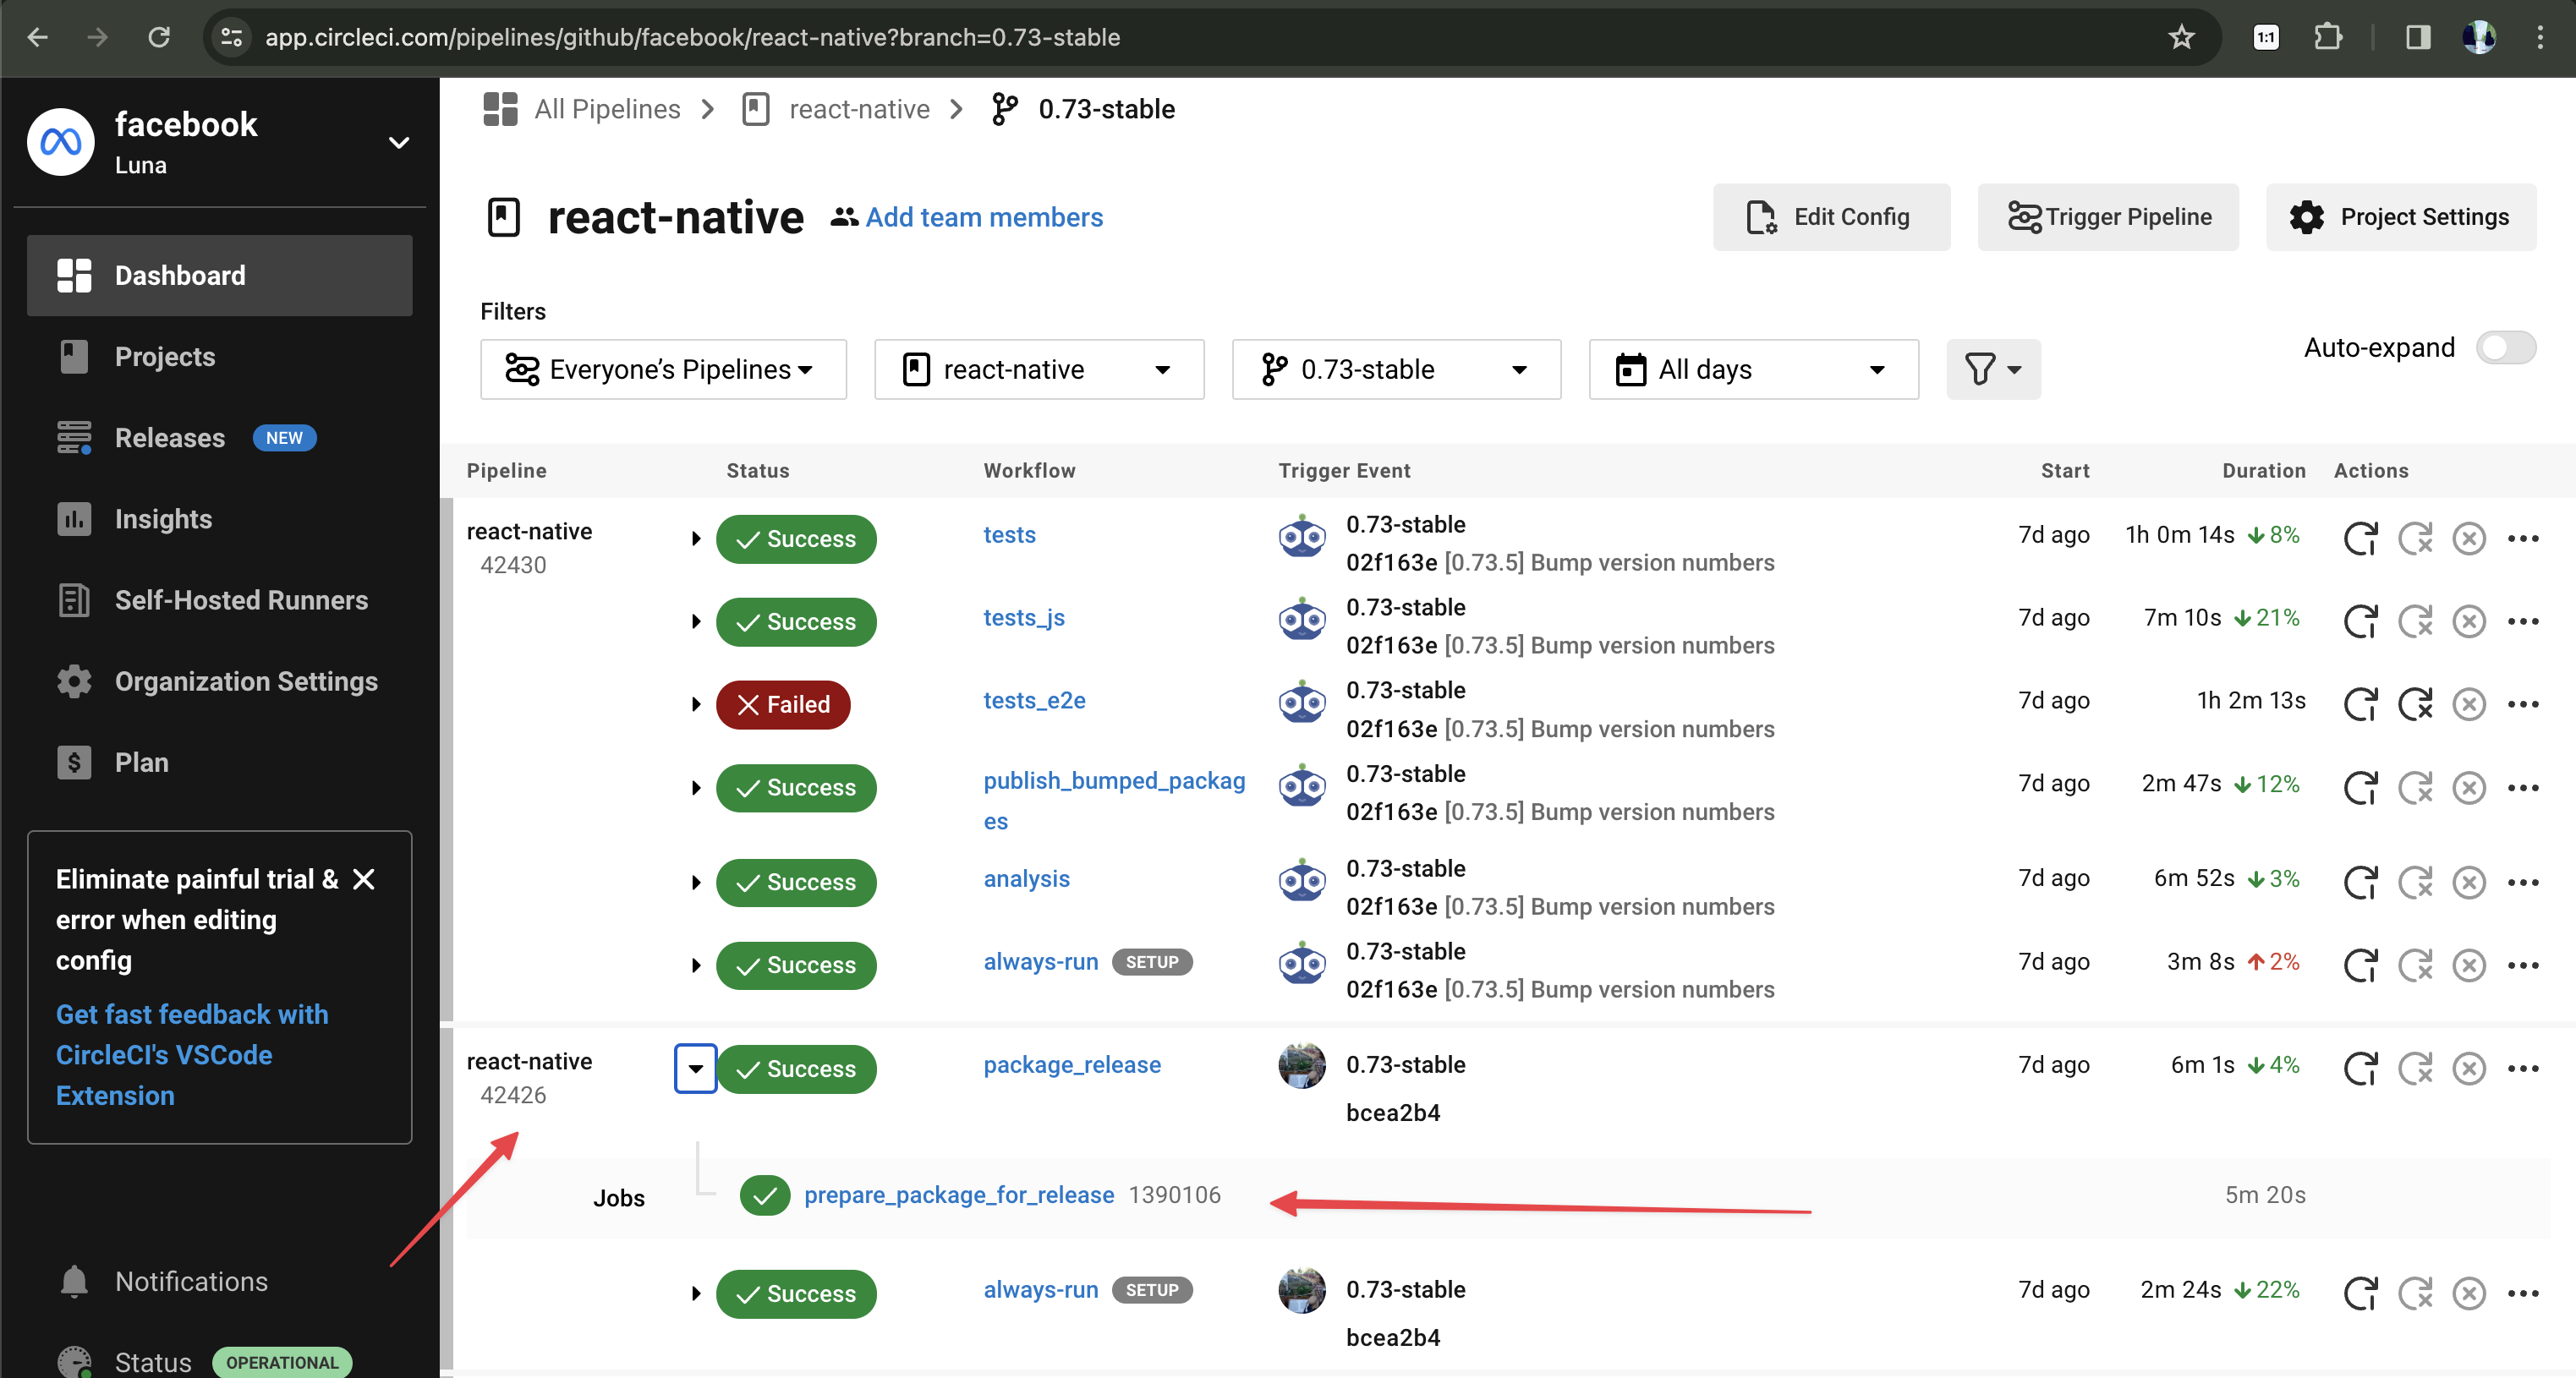 app.circleci.com/pipelines/github/facebook/react-native?branch=0.73-stable
1:1
facebook
Luna
Dashboard
Projects
Releases NEW
Insights
Self-Hosted Runners
Organization Settings
Plan
Eliminate painful trial &
error when editing
config
Get fast feedback with
CircleCI's VSCode
Extension
Notifications
Status OPERATIONAL
All Pipelines react-native 0.73-stable
react-native Add team members
Edit Config Trigger Pipeline Project Settings
Filters
Everyone’s Pipelines react-native 0.73-stable All days
Auto-expand
Pipeline Status Workflow Trigger Event Start Duration Actions
react-native
42430
Success tests 0.73-stable 7d ago 1h 0m 14s 8%
02f163e [0.73.5] Bump version numbers
Success tests_js 0.73-stable 7d ago 7m 10s 21%
02f163e [0.73.5] Bump version numbers
Failed tests_e2e 0.73-stable 7d ago 1h 2m 13s
02f163e [0.73.5] Bump version numbers
Success publish_bumped_packag 0.73-stable 7d ago 2m 47s 12%
es 02f163e [0.73.5] Bump version numbers
Success analysis 0.73-stable 7d ago 6m 52s 3%
02f163e [0.73.5] Bump version numbers
Success always-run SETUP 0.73-stable 7d ago 3m 8s 2%
02f163e [0.73.5] Bump version numbers
react-native
42426
Success package_release 0.73-stable 7d ago 6m 1s 4%
bcea2b4
Jobs prepare_package_for_release 1390106 5m 20s
Success always-run SETUP 0.73-stable 7d ago 2m 24s 22%
bcea2b4